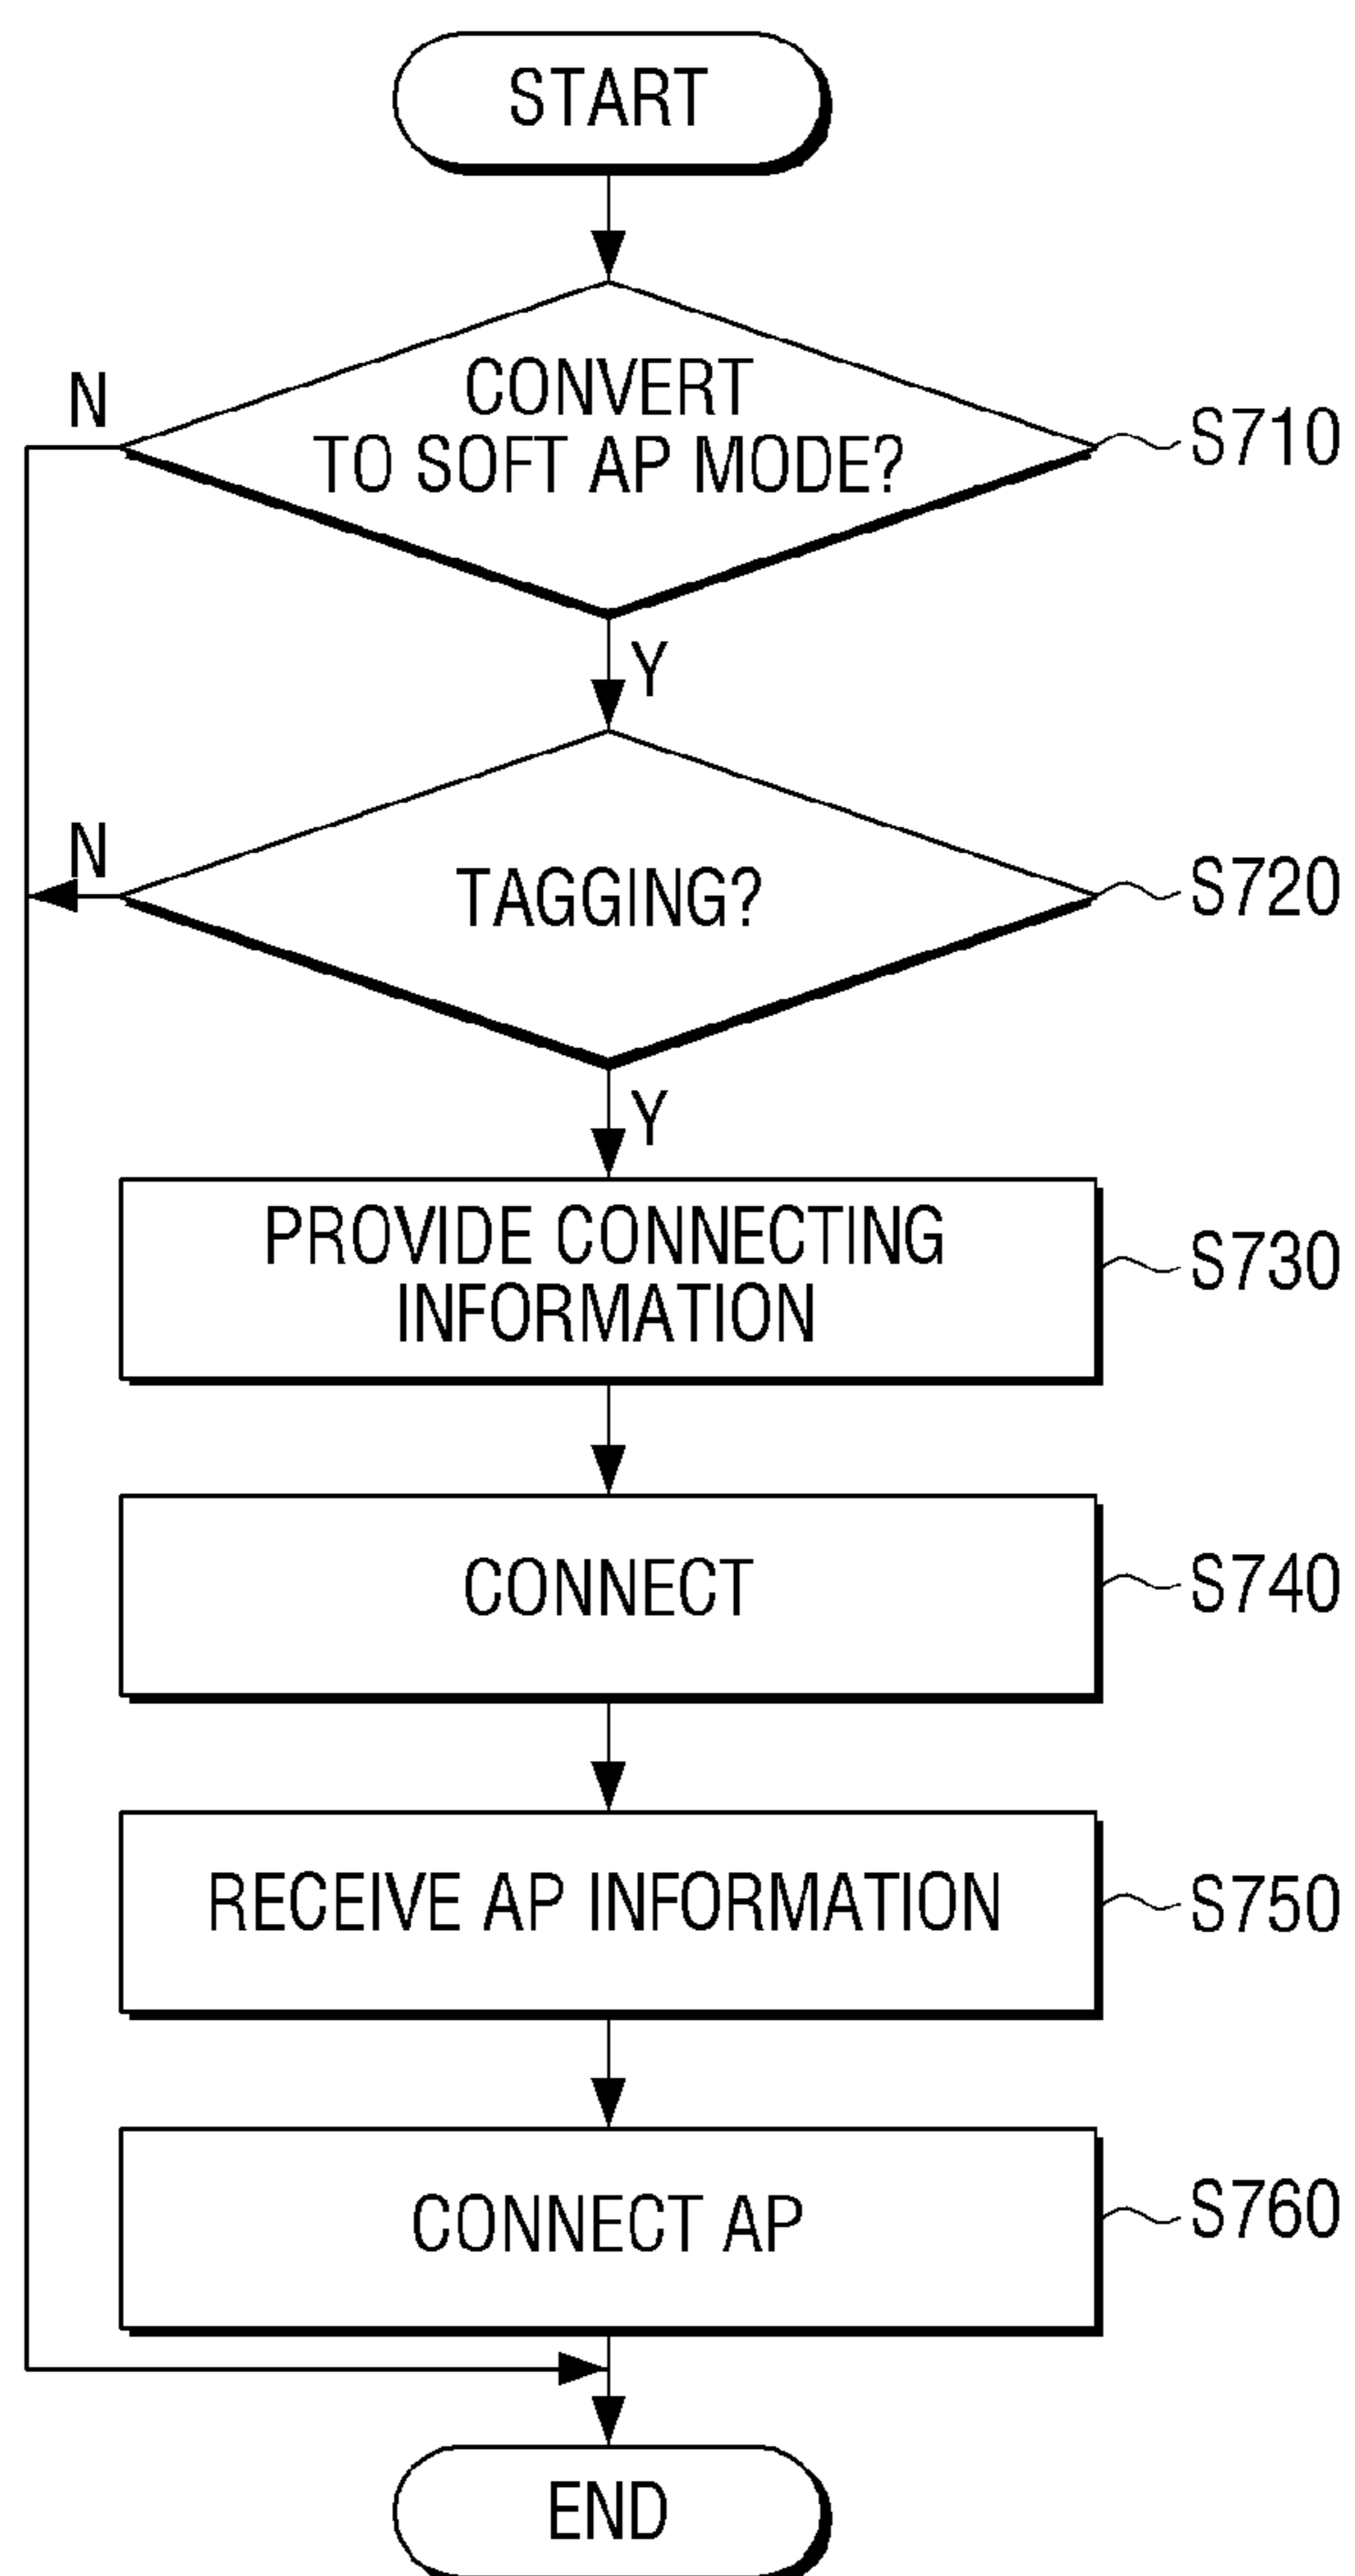 START
CONVERT
TO SOFT AP MODE?
N
S710
Y
TAGGING?
N
S720
Y
PROVIDE CONNECTING
INFORMATION
S730
CONNECT
S740
RECEIVE AP INFORMATION
S750
CONNECT AP
S760
END